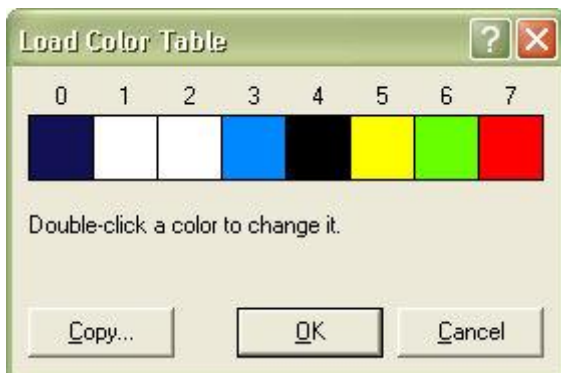 Load Color Table
0 1 2 3 4 5 6 7
Double-click a color to change it.
Copy... OK Cancel